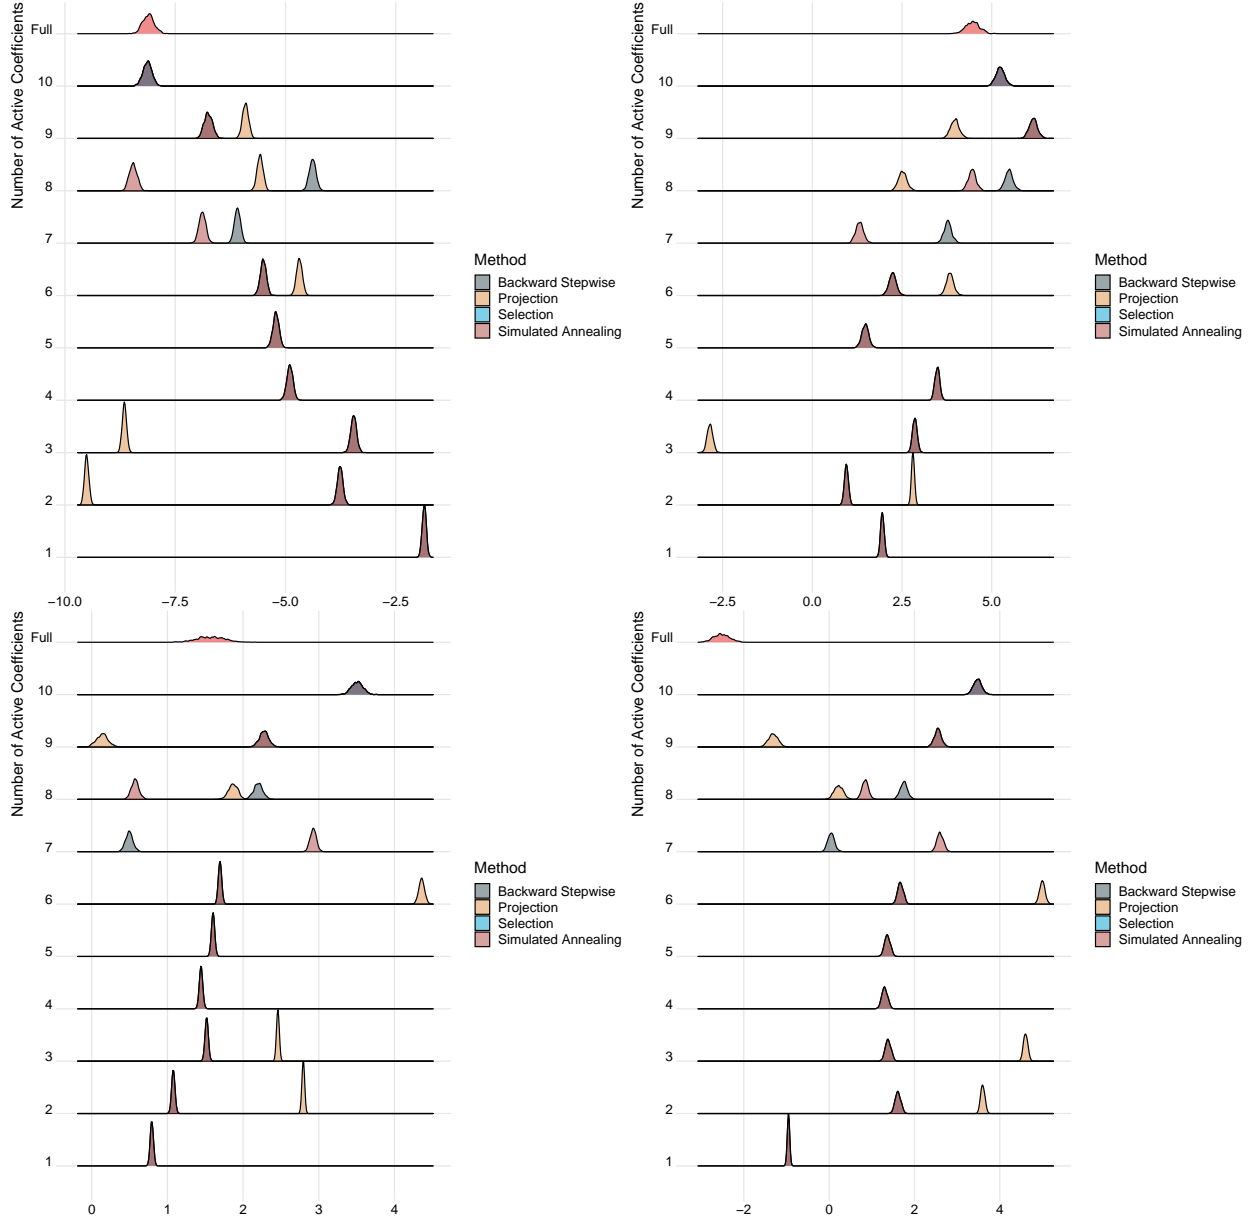 Number of Active Coefficients
Full
10
9
8
7
6
5
4
3
2
1
−10.0 −7.5 −5.0 −2.5
Method
Backward Stepwise
Projection
Selection
Simulated Annealing
Number of Active Coefficients
Full
10
9
8
7
6
5
4
3
2
1
−2.5 0.0 2.5 5.0
Method
Backward Stepwise
Projection
Selection
Simulated Annealing
Number of Active Coefficients
Full
10
9
8
7
6
5
4
3
2
1
0 1 2 3 4
Method
Backward Stepwise
Projection
Selection
Simulated Annealing
Number of Active Coefficients
Full
10
9
8
7
6
5
4
3
2
1
−2 0 2 4
Method
Backward Stepwise
Projection
Selection
Simulated Annealing